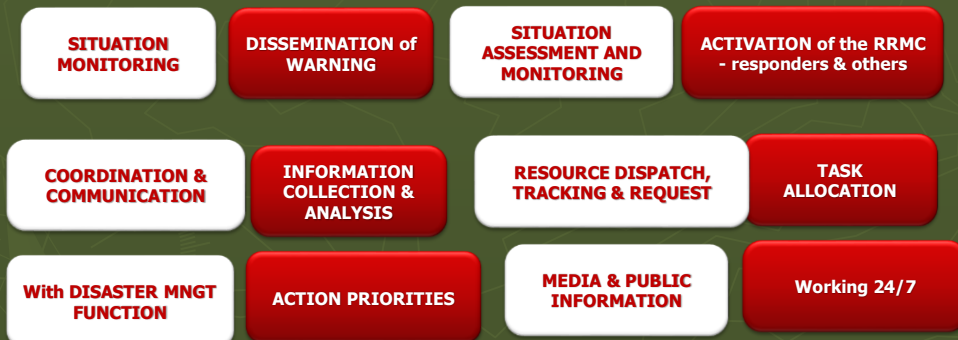 SITUATION
MONITORING
DISSEMINATION of
WARNING
SITUATION
ASSESSMENT AND
MONITORING
ACTIVATION of the RRMC
- responders & others
COORDINATION &
COMMUNICATION
INFORMATION
COLLECTION &
ANALYSIS
RESOURCE DISPATCH,
TRACKING & REQUEST
TASK
ALLOCATION
With DISASTER MNGT
FUNCTION
ACTION PRIORITIES
MEDIA & PUBLIC
INFORMATION
Working 24/7